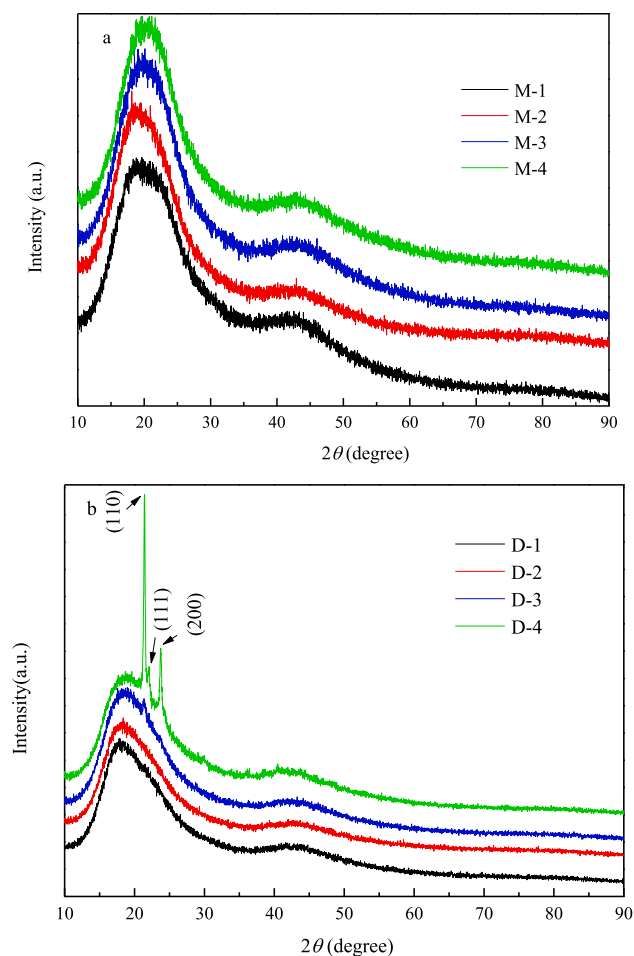 a
M-1
M-2
M-3
M-4
Intensity (a.u.)
10 20 30 40 50 60 70 80 90
2θ (degree)
b
(110)
(111)
(200)
D-1
D-2
D-3
D-4
Intensity(a.u.)
10 20 30 40 50 60 70 80 90
2θ (degree)